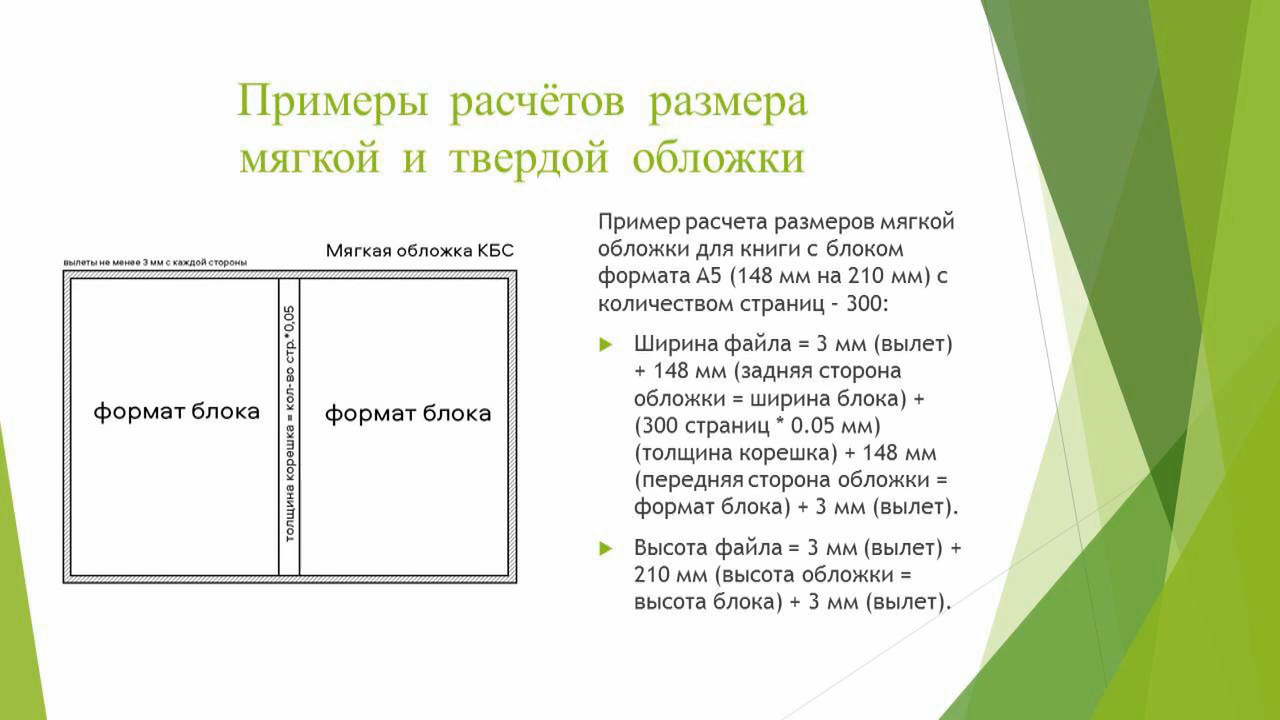 Примеры расчётов размера
мягкой и твердой обложки
Мягкая обложка КБС
вылеты не менее 3 мм с каждой стороны
формат блока
толщина корешка = кол-во стр.*0,05
формат блока
Пример расчета размеров мягкой
обложки для книги с блоком
формата А5 (148 мм на 210 мм) с
количеством страниц - 300:
Ширина файла = 3 мм (вылет)
+ 148 мм (задняя сторона
обложки = ширина блока) +
(300 страниц * 0.05 мм)
(толщина корешка) + 148 мм
(передняя сторона обложки =
формат блока) + 3 мм (вылет).
Высота файла = 3 мм (вылет) +
210 мм (высота обложки =
высота блока) + 3 мм (вылет).